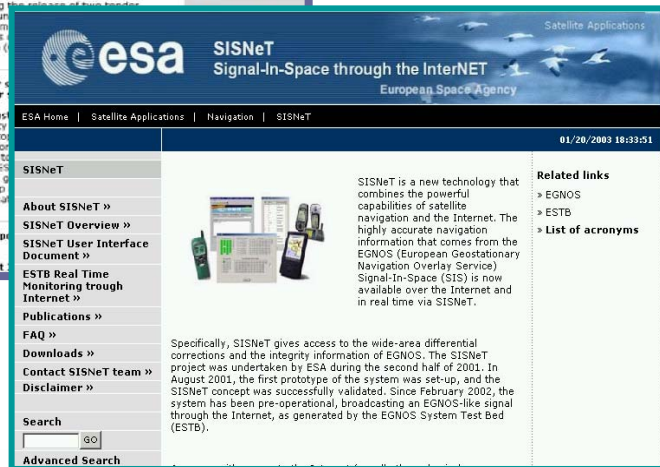 g the release of two tender
esa
SISNeT
Signal-In-Space through the InterNET
European Space Agency
Satellite Applications
ESA Home | Satellite Applications | Navigation | SISNeT
01/20/2003 18:33:51
SISNeT
About SISNeT »
SISNeT Overview »
SISNeT User Interface
Document »
ESTB Real Time
Monitoring trough
Internet »
Publications »
FAQ »
Downloads »
Contact SISNeT team »
Disclaimer »
Search
GO
Advanced Search
SISNeT is a new technology that
combines the powerful
capabilities of satellite
navigation and the Internet. The
highly accurate navigation
information that comes from the
EGNOS (European Geostationary
Navigation Overlay Service)
Signal-In-Space (SIS) is now
available over the Internet and
in real time via SISNeT.
Specifically, SISNeT gives access to the wide-area differential
corrections and the integrity information of EGNOS. The SISNeT
project was undertaken by ESA during the second half of 2001. In
August 2001, the first prototype of the system was set-up, and the
SISNeT concept was successfully validated. Since February 2002, the
system has been pre-operational, broadcasting an EGNOS-like signal
through the Internet, as generated by the EGNOS System Test Bed
(ESTB).
Related links
» EGNOS
» ESTB
» List of acronyms